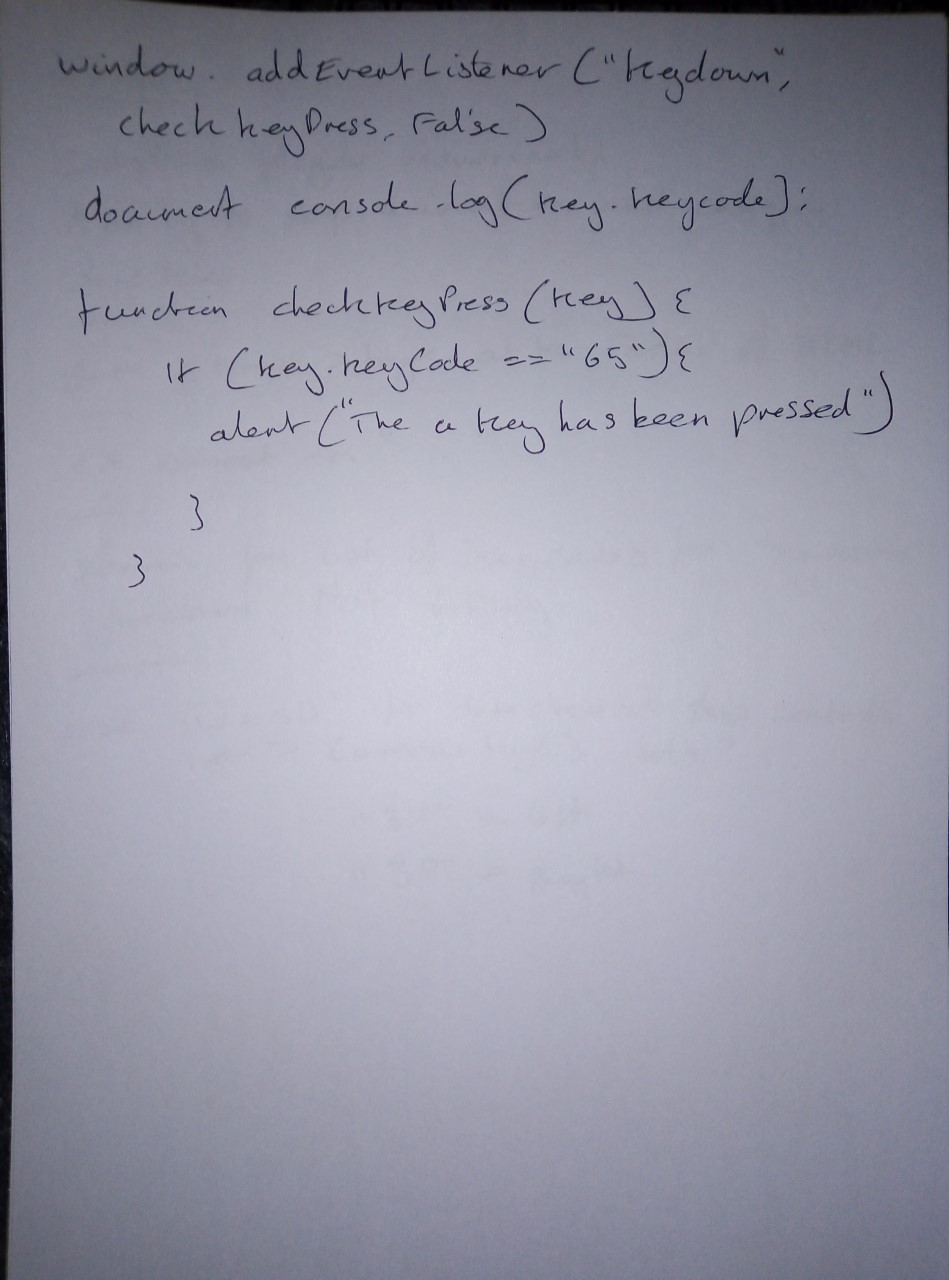 window. addEventListener ("keydown",
checkkeyPress, False)
document console.log(key.keycode);
function checkkeyPress (key) {
if (key.keyCode == "65") {
alert ("The a key has been pressed")
}
}